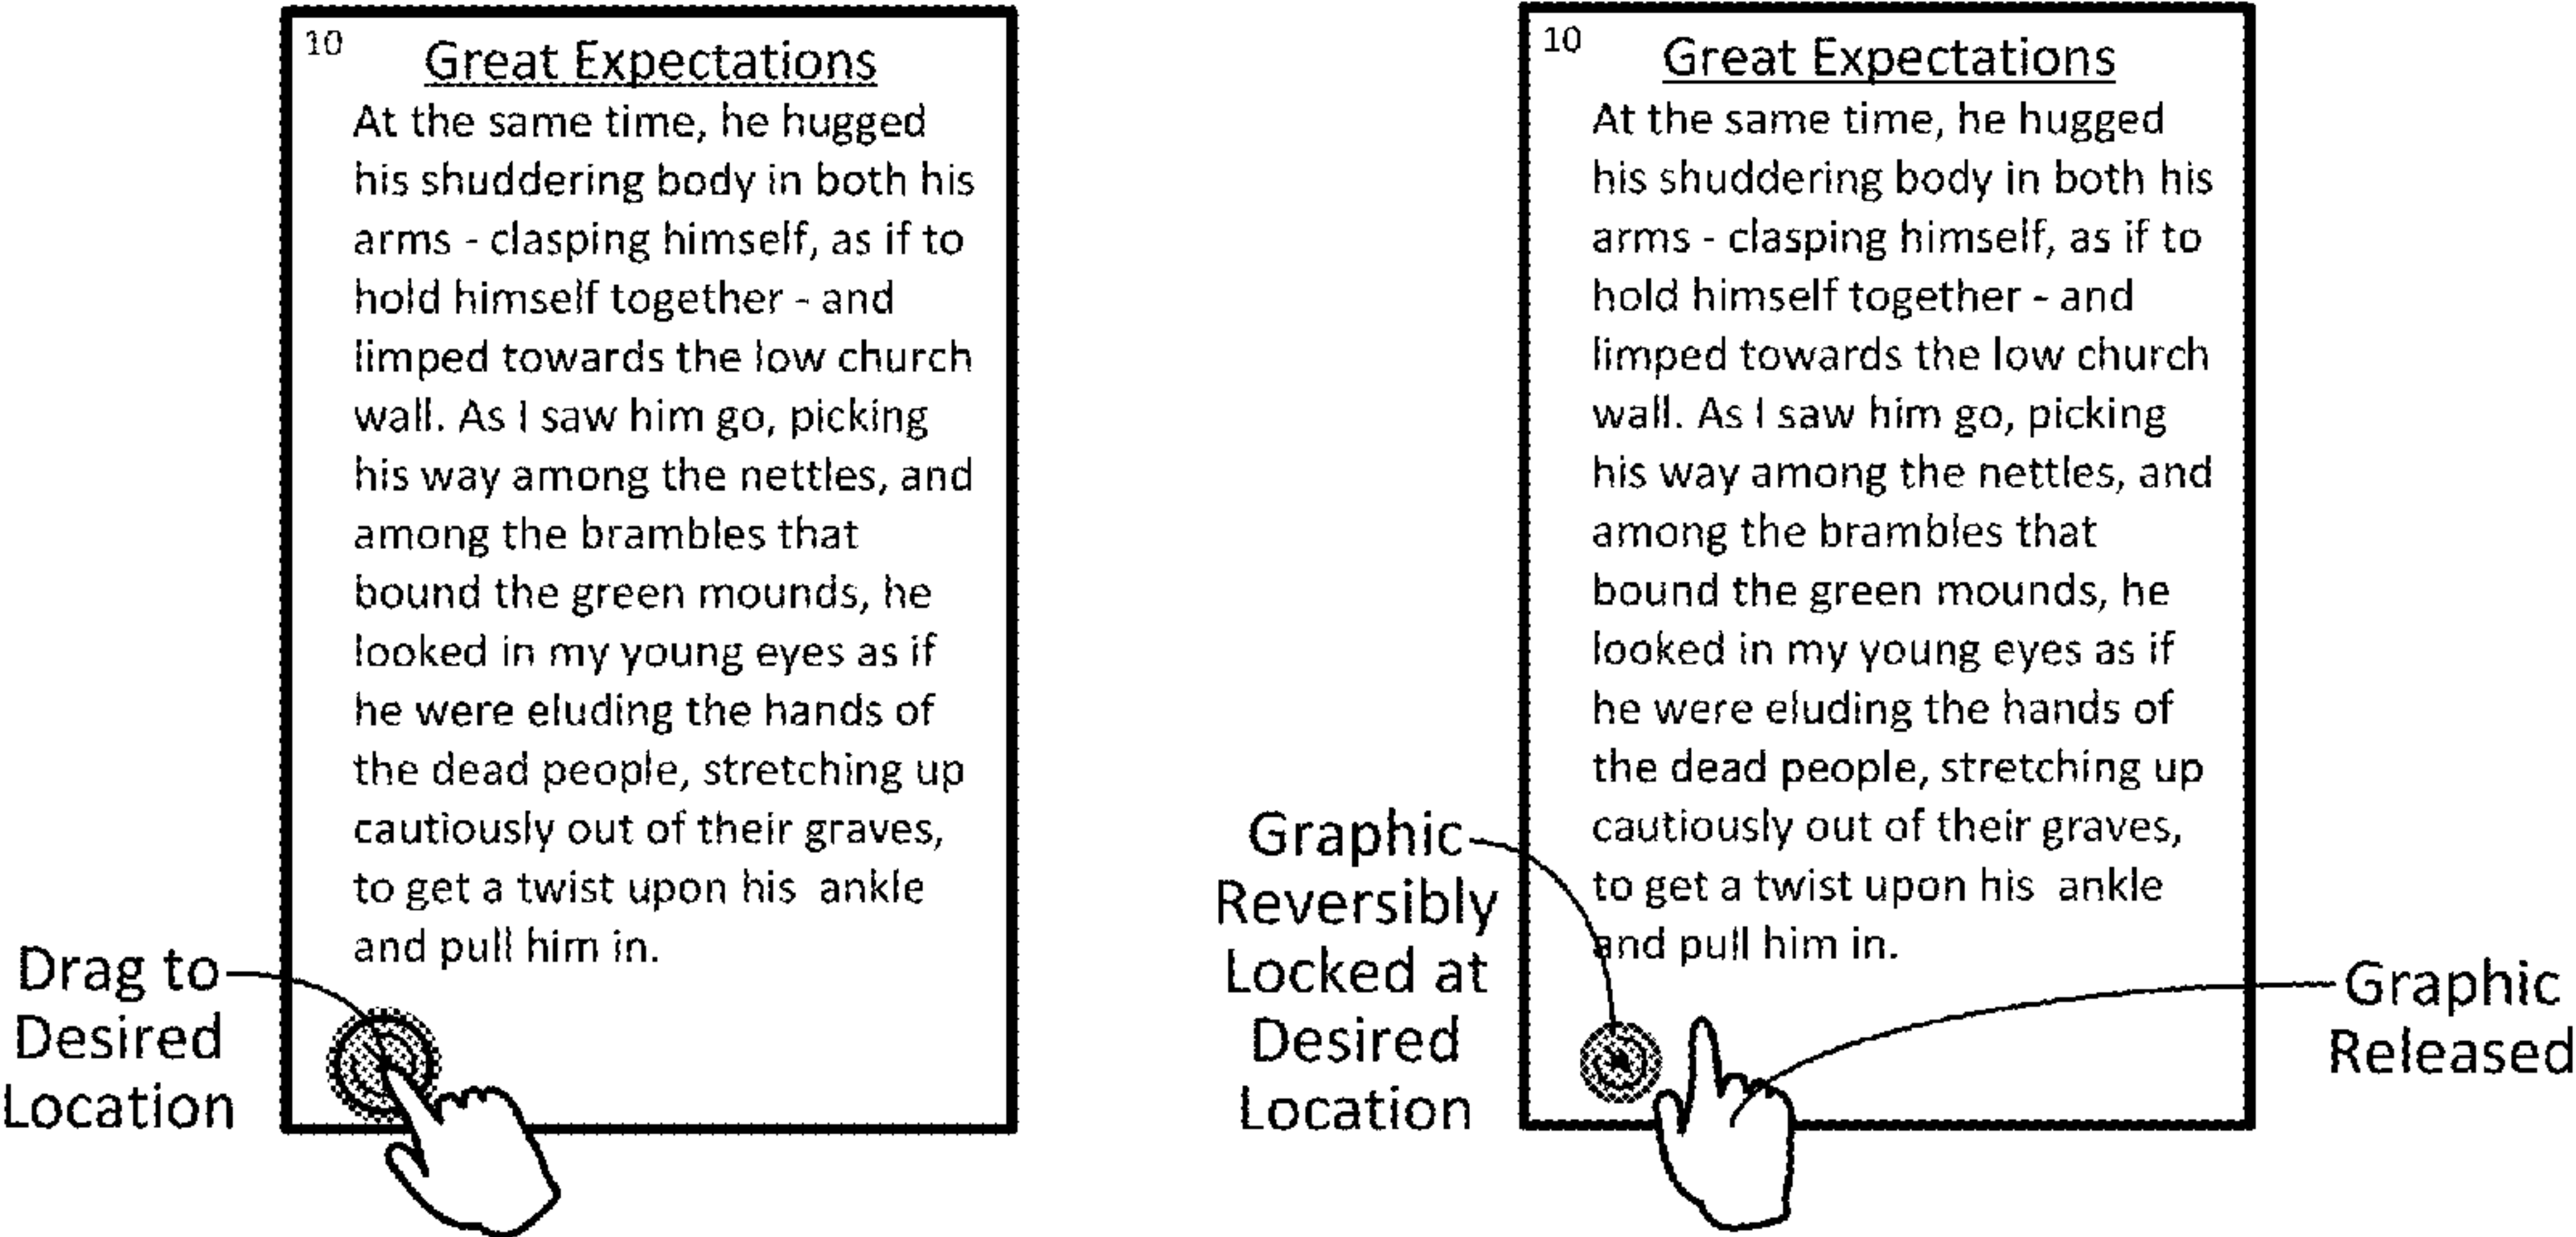 10
Great Expectations
At the same time, he hugged
his shuddering body in both his
arms - clasping himself, as if to
hold himself together - and
limped towards the low church
wall. As I saw him go, picking
his way among the nettles, and
among the brambles that
bound the green mounds, he
looked in my young eyes as if
he were eluding the hands of
the dead people, stretching up
cautiously out of their graves,
to get a twist upon his  ankle
and pull him in.
Drag to
Desired
Location
10
Great Expectations
At the same time, he hugged
his shuddering body in both his
arms - clasping himself, as if to
hold himself together - and
limped towards the low church
wall. As I saw him go, picking
his way among the nettles, and
among the brambles that
bound the green mounds, he
looked in my young eyes as if
he were eluding the hands of
the dead people, stretching up
cautiously out of their graves,
to get a twist upon his  ankle
and pull him in.
Graphic
Reversibly
Locked at
Desired
Location
Graphic
Released